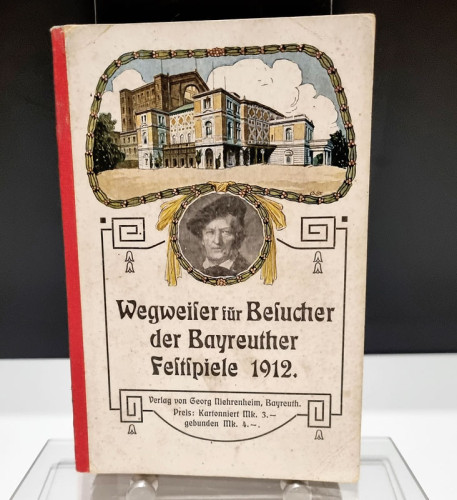 Wegweiſer für Beſucher
der Bayreuther
Feſtſpiele 1912.
Verlag von Georg Niehrenheim, Bayreuth.
Preis: Kartonniert Mk. 3.—
gebunden Mk. 4.—.